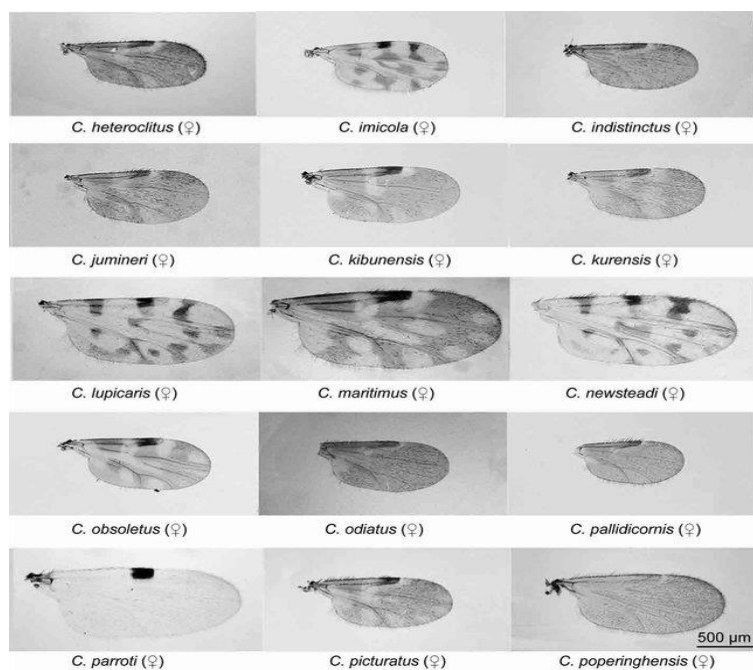 C. heteroclitus (♀)
C. imicola (♀)
C. indistinctus (♀)
C. jumineri (♀)
C. kibunensis (♀)
C. kurensis (♀)
C. lupicaris (♀)
C. maritimus (♀)
C. newsteadi (♀)
C. obsoletus (♀)
C. odiatus (♀)
C. pallidicornis (♀)
500 µm
C. parroti (♀)
C. picturatus (♀)
C. poperinghensis (♀)